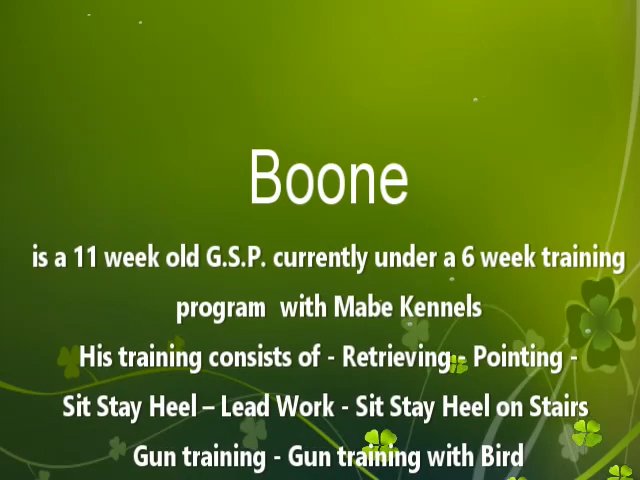 Boone
is a 11 week old G.S.P. currently under a 6 week training
program with Mabe Kennels
His training consists of - Retrieving - Pointing -
Sit Stay Heel – Lead Work - Sit Stay Heel on Stairs
Gun training - Gun training with Bird